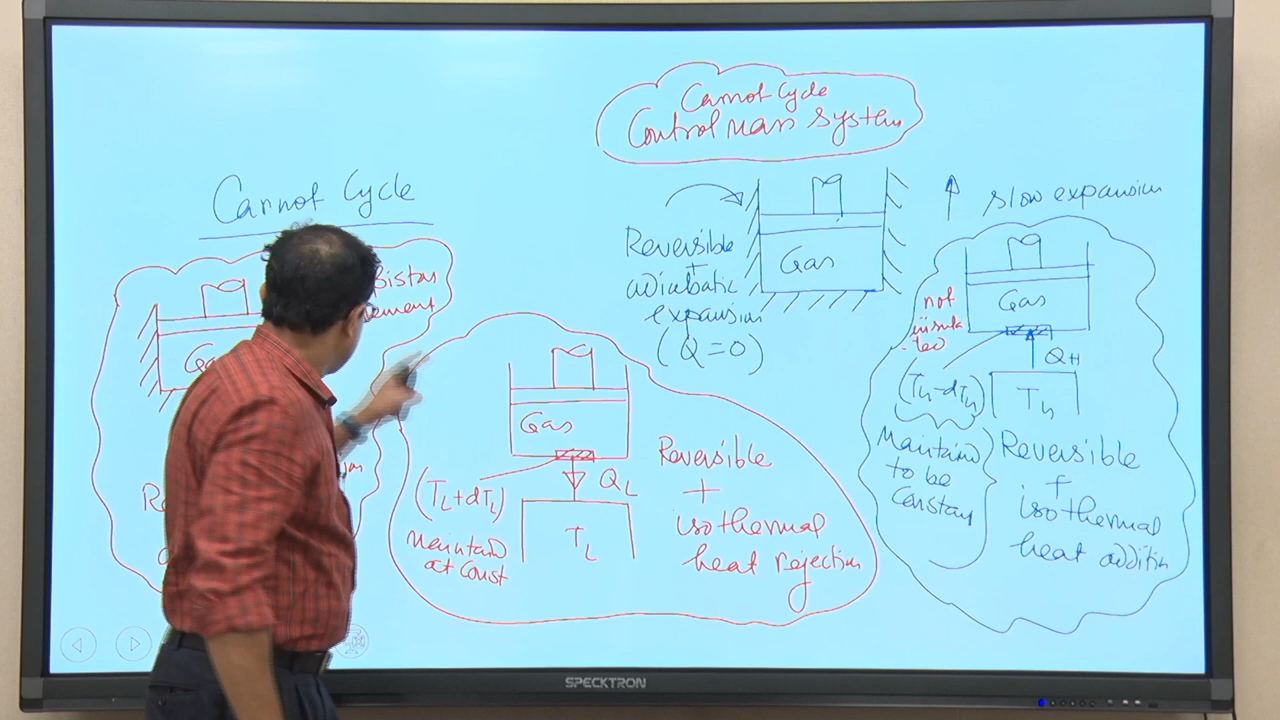 Carnot Cycle
Control mass system
Carnot Cycle
Gas
Gas
Reversible
+
adiabatic
expansion
(Q = 0)
slow expansion
Gas
not
insula
ted
QH
(Th-dTh)
Th
Maintain
to be
Constant
Reversible
+
isothermal
heat addition
Gas
QL
(TL+dTL)
TL
Maintain
at Const
Reversible
+
isothermal
heat rejection
SPECKTRON